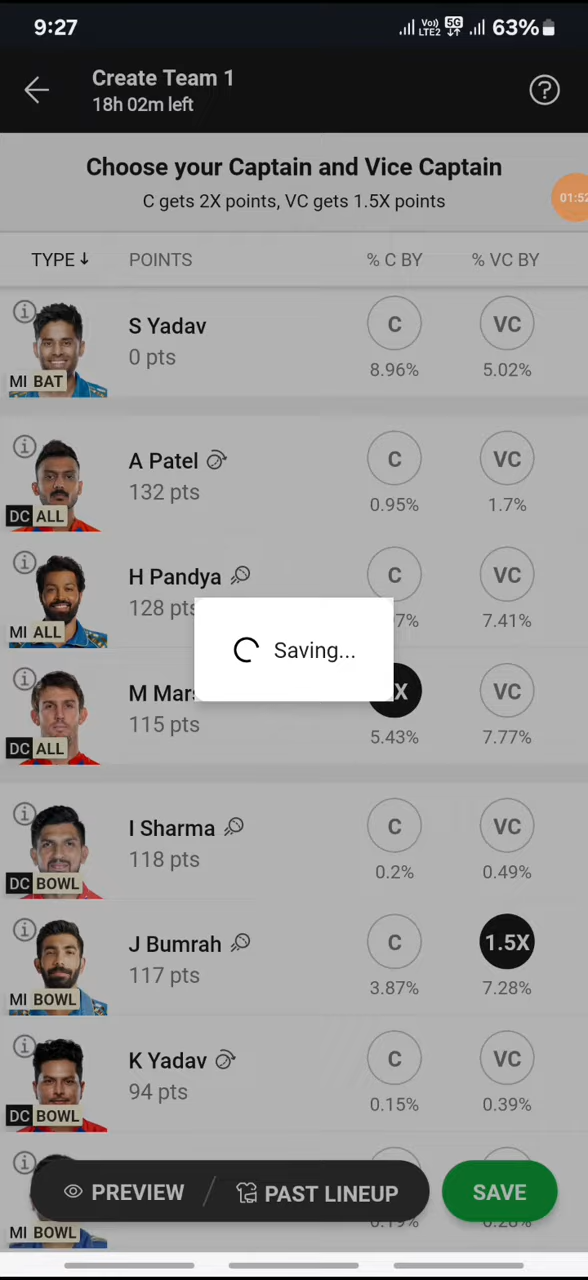 9:27
Vo)) LTE2 5G 63%
Create Team 1
18h 02m left
Choose your Captain and Vice Captain
C gets 2X points, VC gets 1.5X points
01:52
TYPE↓ POINTS % C BY % VC BY
S Yadav C VC
0 pts
MI BAT 8.96% 5.02%
A Patel C VC
132 pts
DC ALL 0.95% 1.7%
H Pandya C VC
128 pts
MI ALL 7% 7.41%
Saving...
M Mars X VC
115 pts
DC ALL 5.43% 7.77%
I Sharma C VC
118 pts
DC BOWL 0.2% 0.49%
J Bumrah C 1.5X
117 pts
MI BOWL 3.87% 7.28%
K Yadav C VC
94 pts
DC BOWL 0.15% 0.39%
PREVIEW / PAST LINEUP SAVE
MI BOWL